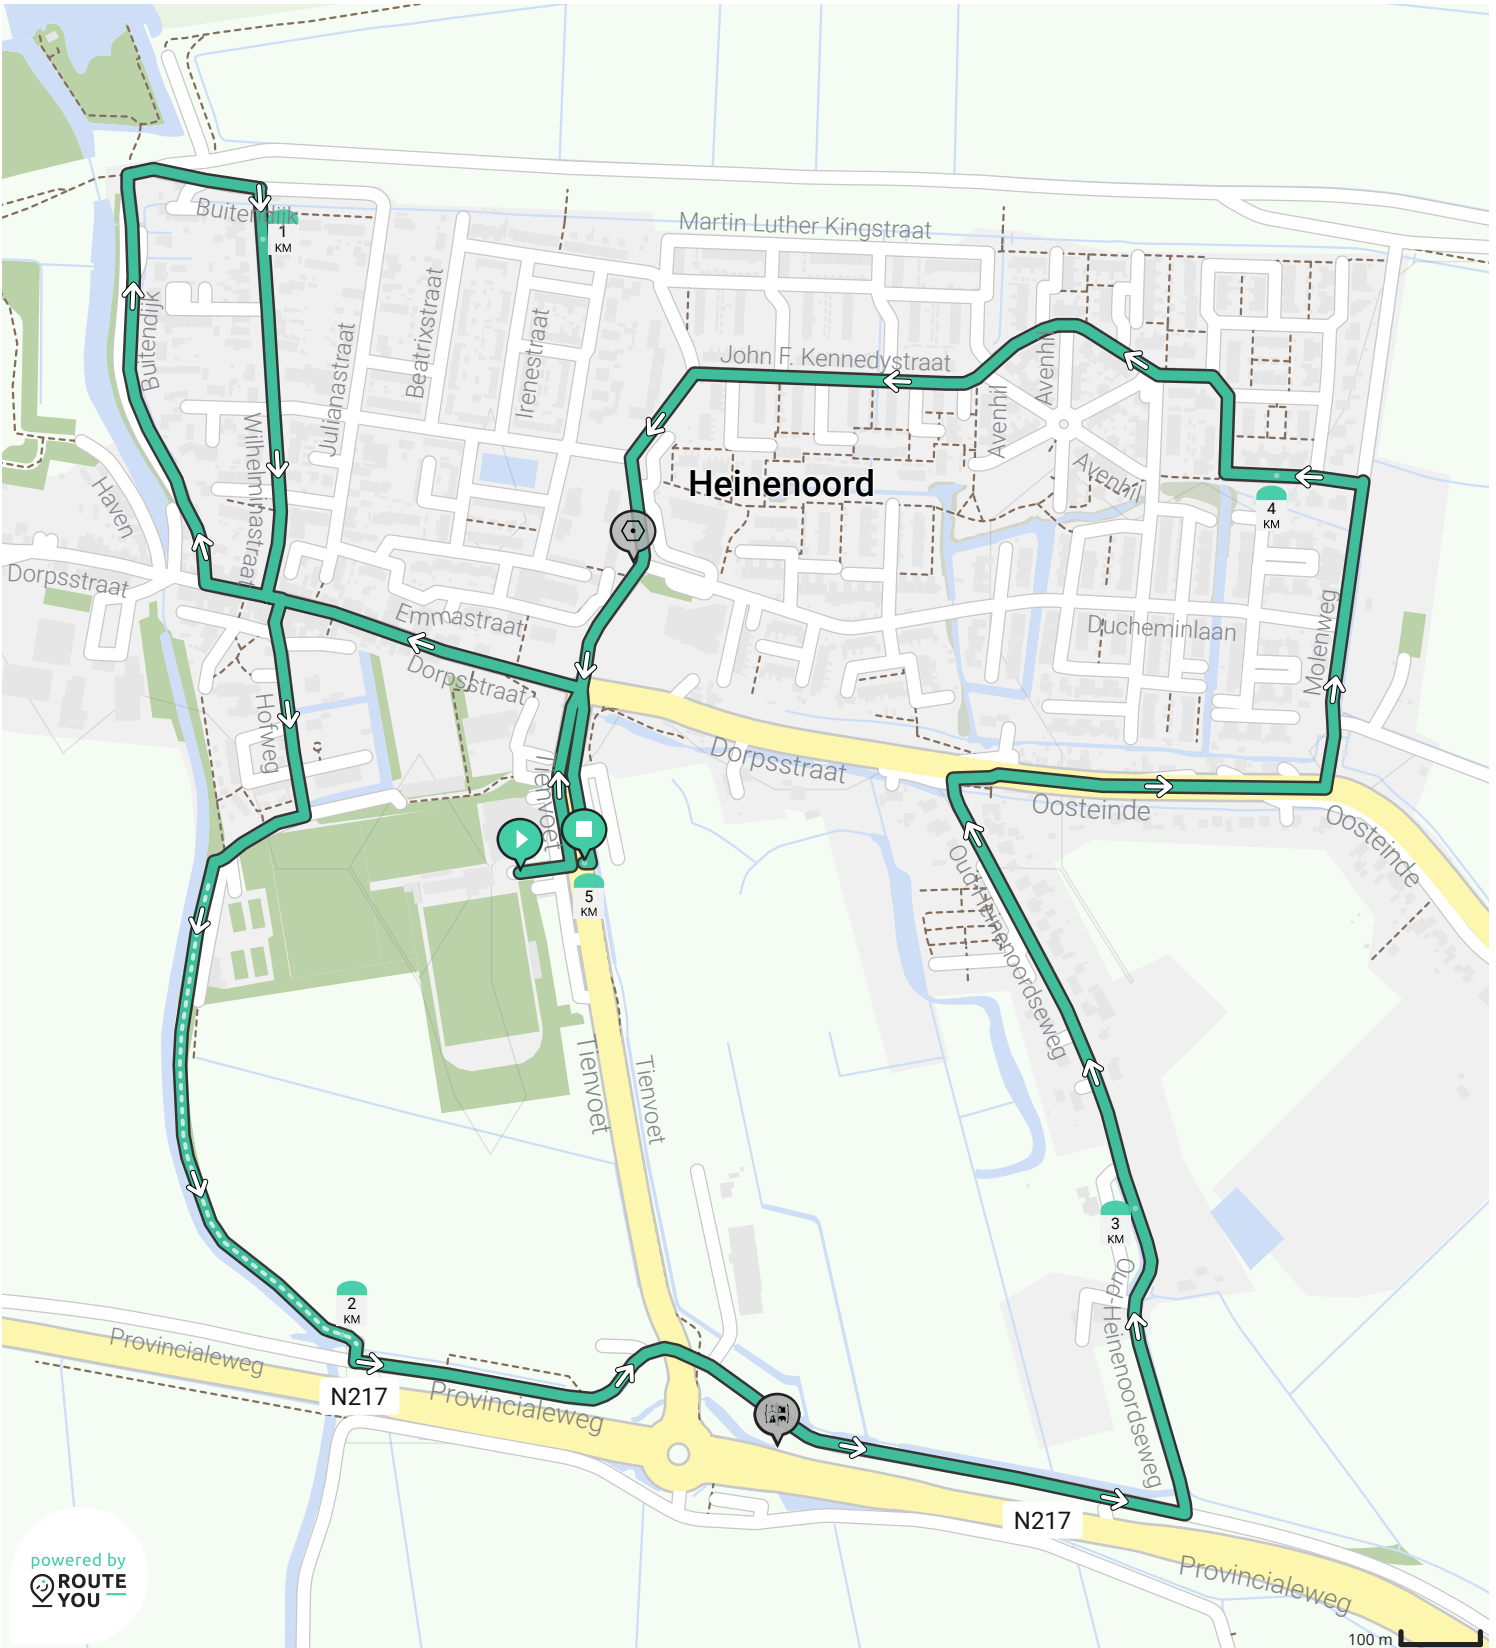 Buitendijk
1
KM
Martin Luther Kingstraat
Buitendijk
Beatrixstraat
Irenestraat
Julianastraat
John F. Kennedystraat
Avenhil
Avenhil
Avenhil
Wilhelminastraat
Haven
Heinenoord
4
KM
Dorpsstraat
Emmastraat
Dorpsstraat
Ducheminlaan
Molenweg
Hofweg
Tienvoet
Dorpsstraat
Oosteinde
Oosteinde
5
KM
Oud-Heinenoordseweg
Tienvoet
Tienvoet
3
KM
2
KM
Oud-Heinenoordseweg
Provincialeweg
N217
Provincialeweg
N217
Provincialeweg
powered by
ROUTE
YOU
100 m